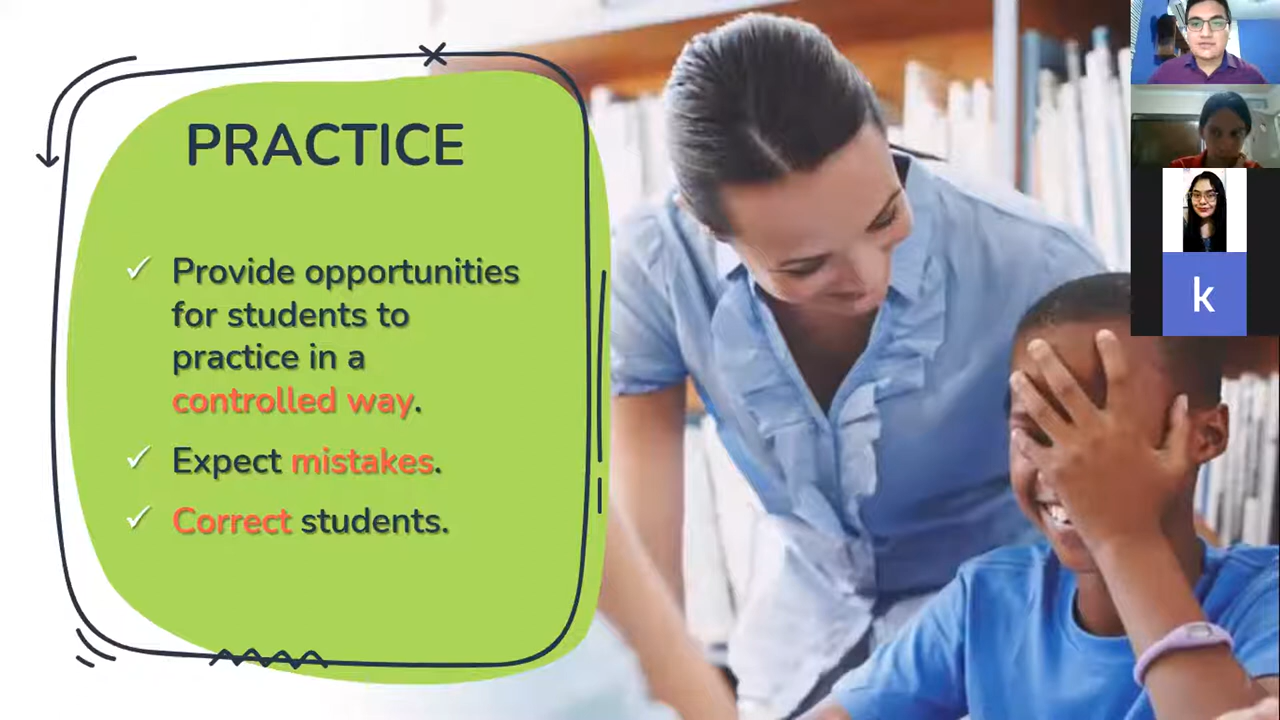 PRACTICE
Provide opportunities
for students to
practice in a
controlled way.
Expect mistakes.
Correct students.
k